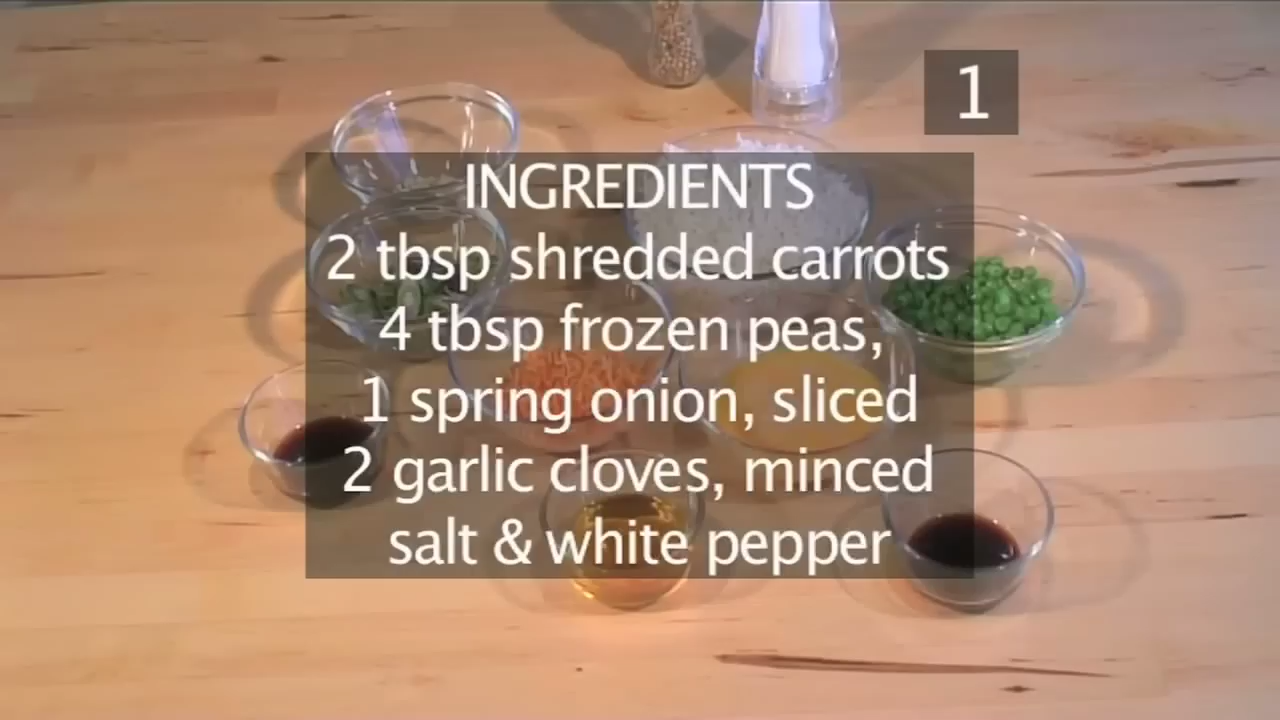 1
INGREDIENTS
2 tbsp shredded carrots
4 tbsp frozen peas,
1 spring onion, sliced
2 garlic cloves, minced
salt & white pepper